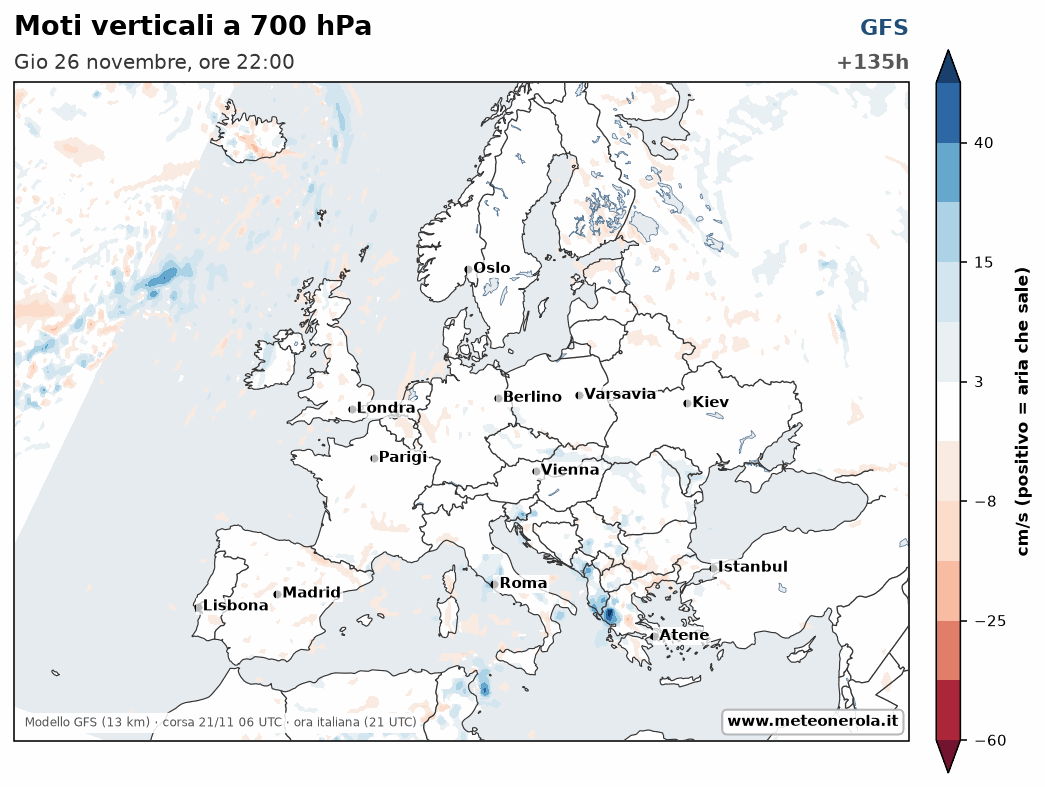 Moti verticali a 700 hPa
GFS
Gio 26 novembre, ore 22:00
+135h
40
15
3
−8
−25
−60
cm/s (positivo = aria che sale)
Oslo
Londra
Berlino
Varsavia
Kiev
Parigi
Vienna
Istanbul
Roma
Madrid
Lisbona
Atene
Modello GFS (13 km) · corsa 21/11 06 UTC · ora italiana (21 UTC)
www.meteonerola.it